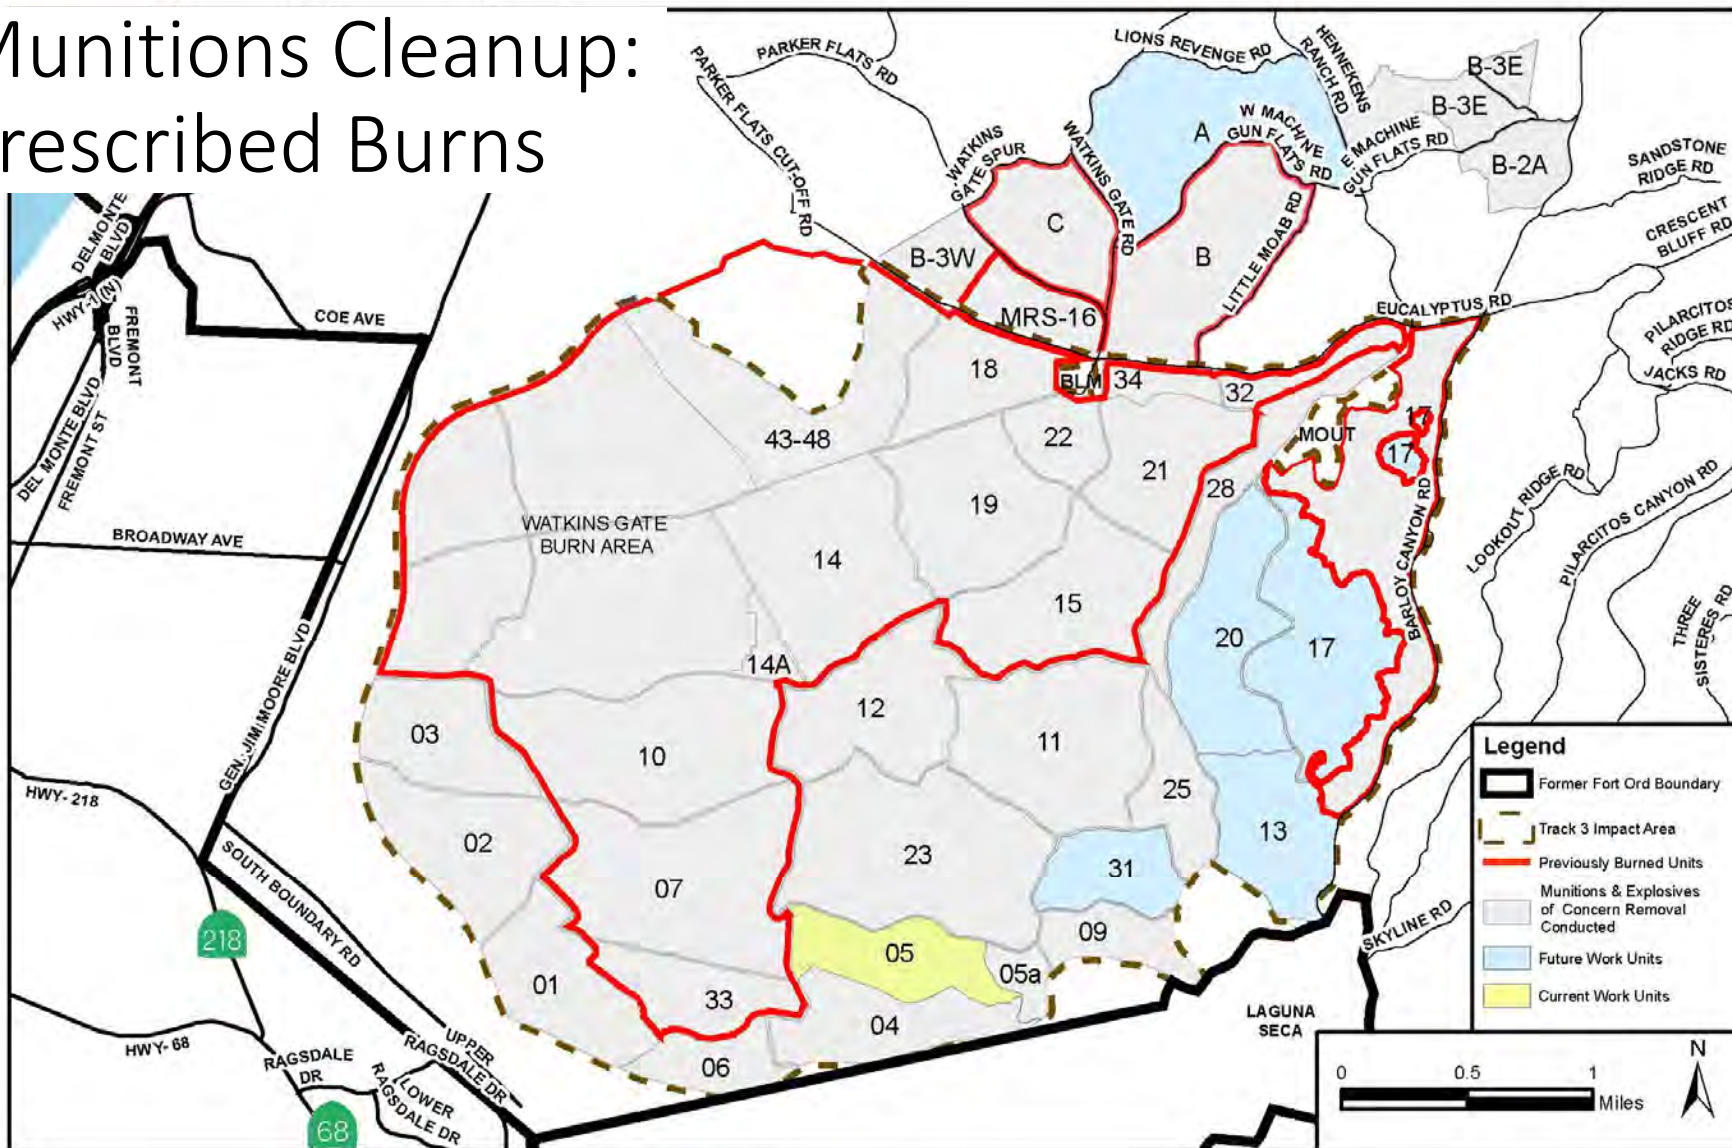 Munitions Cleanup:
rescribed Burns
PARKER FLATS RD
PARKER FLATS CUT-OFF RD
LIONS REVENGE RD
HENNEKENS
RANCH RD
B-3E
B-3E
B-2A
A
W MACHINE
GUN FLATS RD
E MACHINE
GUN FLATS RD
WATKINS
GATE SPUR
WATKINS GATE RD
SANDSTONE
RIDGE RD
CRESCENT
BLUFF RD
C
B
B-3W
LITTLE MOAB RD
MRS-16
EUCALYPTUS RD
PILARCITOS
RIDGE RD
JACKS RD
DELMONTE
BLVD
HWY-1 (N)
FREMONT
BLVD
COE AVE
DEL MONTE BLVD
FREMONT ST
BROADWAY AVE
18
BLM
34
32
17
MOUT
17
43-48
22
21
28
19
WATKINS GATE
BURN AREA
14
15
20
17
14A
BARLOY CANYON RD
LOOKOUT RIDGE RD
PILARCITOS CANYON RD
THREE
SISTERES RD
GEN. JIM MOORE BLVD
HWY- 218
03
12
10
11
25
13
02
23
31
07
05
09
05a
01
33
04
06
SOUTH BOUNDARY RD
218
HWY- 68
RAGSDALE
DR
UPPER
RAGSDALE DR
LOWER
RAGSDALE DR
68
SKYLINE RD
LAGUNA
SECA
Legend
Former Fort Ord Boundary
Track 3 Impact Area
Previously Burned Units
Munitions & Explosives
of Concern Removal
Conducted
Future Work Units
Current Work Units
0 0.5 1
Miles
N